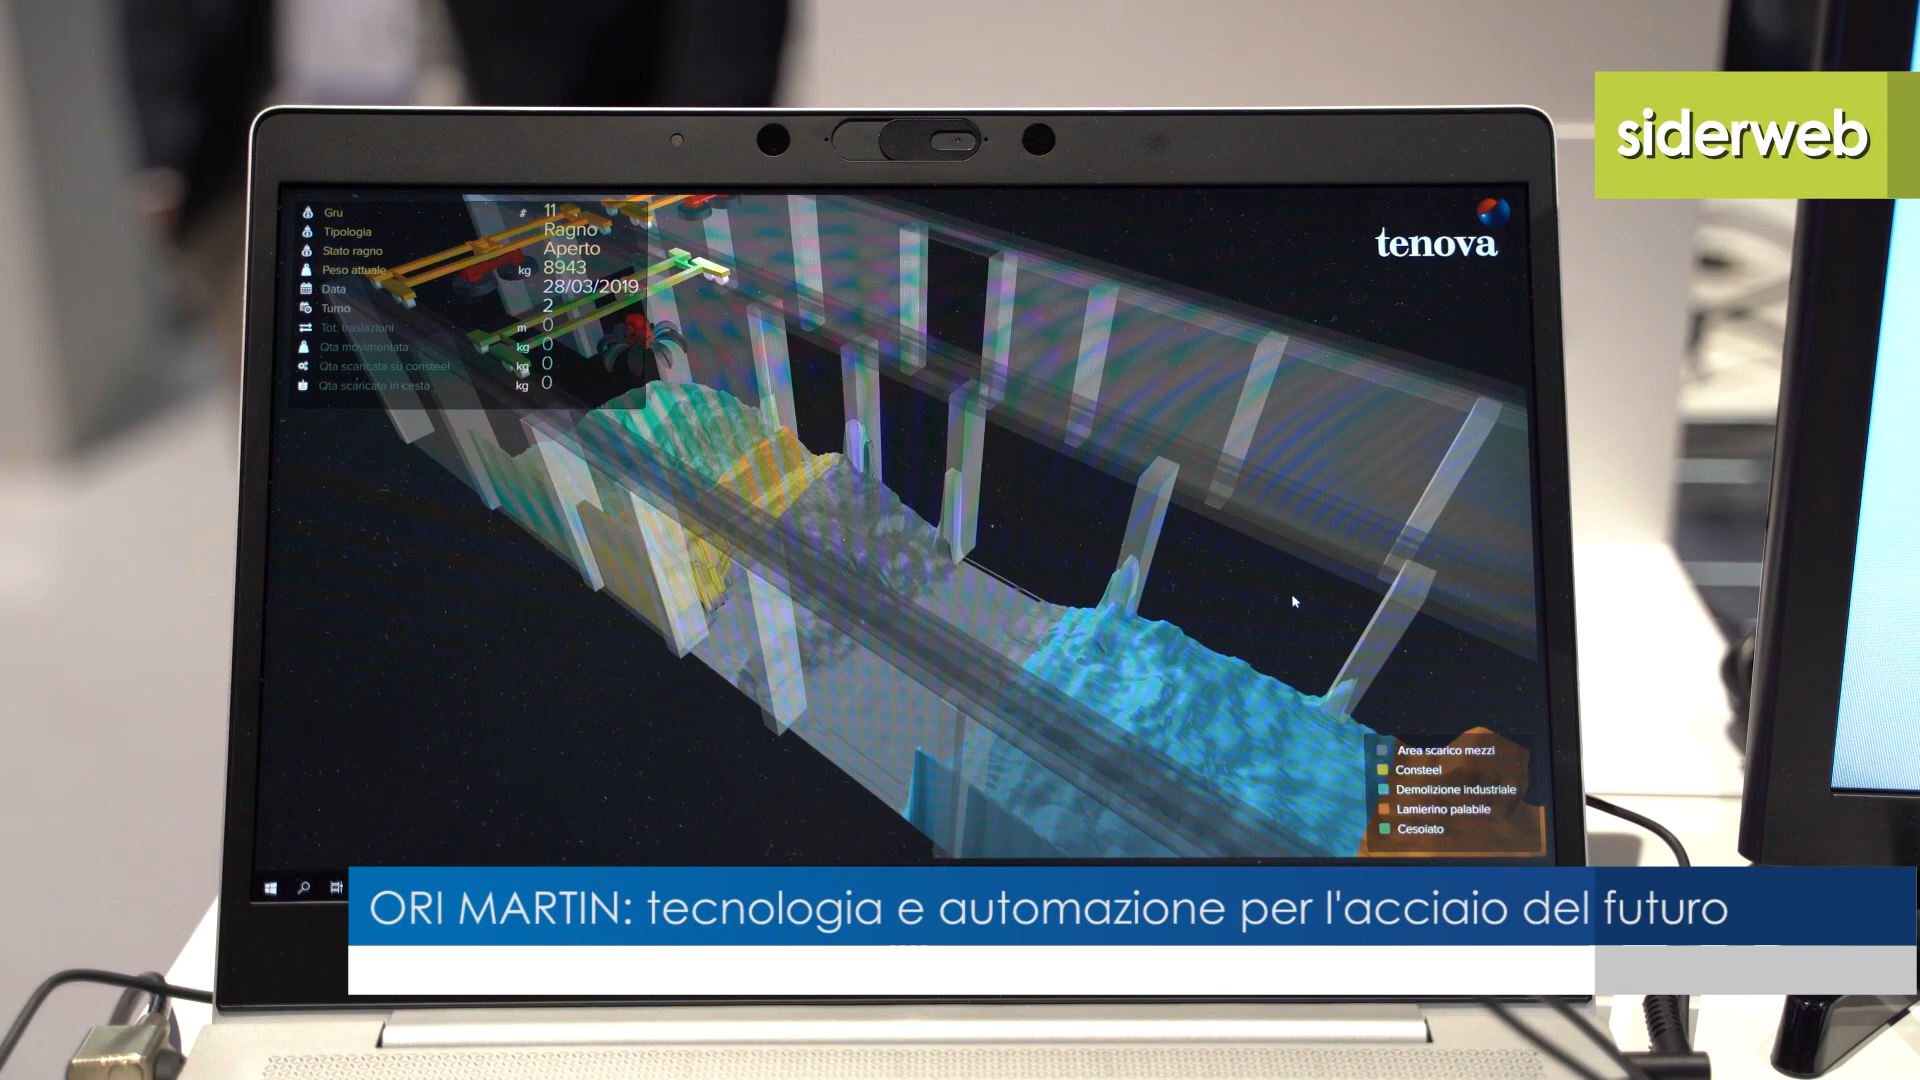 siderweb
tenova
Gru # 11
Tipologia Ragno
Stato ragno Aperto
Peso attuale kg 8943
Data 28/03/2019
Turno 2
Tot. traslazioni m 0
Qta movimentata kg 0
Qta scaricata su consteel kg 0
Qta scaricata in cesta kg 0
Area scarico mezzi
Consteel
Demolizione industriale
Lamierino palabile
Cesoiato
ORI MARTIN: tecnologia e automazione per l'acciaio del futuro